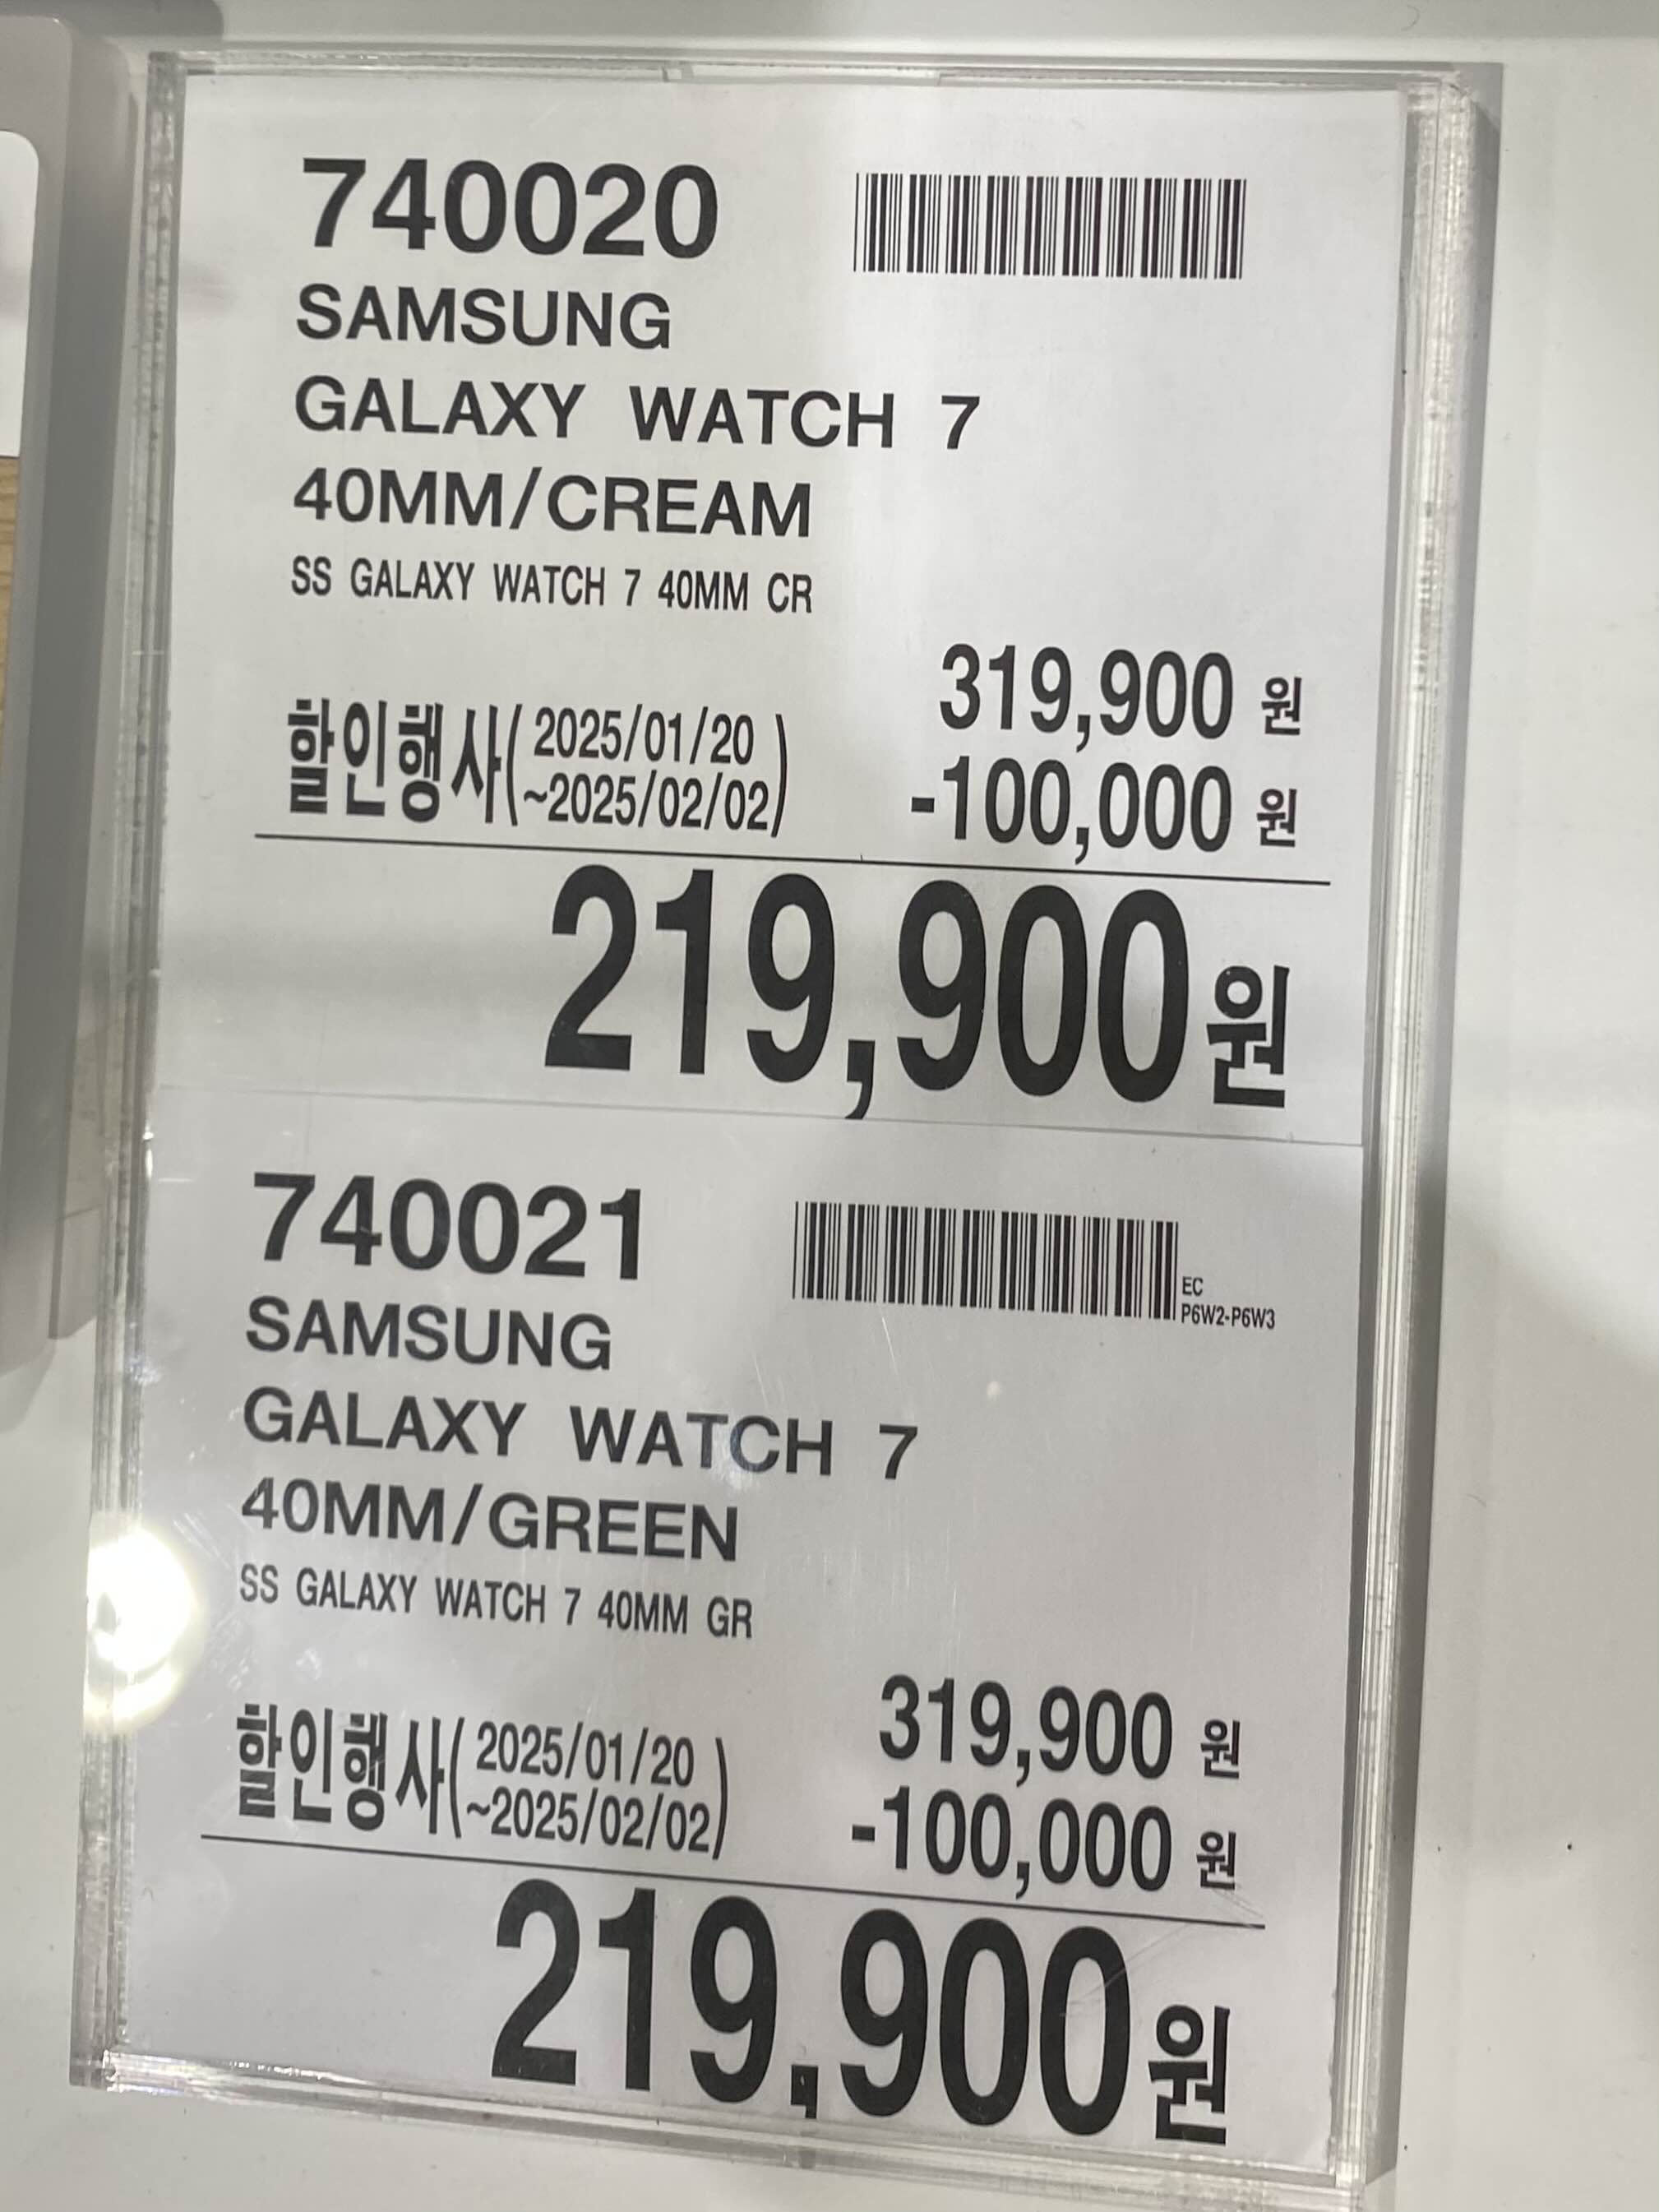 740020
SAMSUNG
GALAXY WATCH 7
40MM/CREAM
SS GALAXY WATCH 7 40MM CR
319,900 원
할인행사( 2025/01/20
~2025/02/02) -100,000 원
219,900원
740021
EC
P6W2-P6W3
SAMSUNG
GALAXY WATCH 7
40MM/GREEN
SS GALAXY WATCH 7 40MM GR
319,900 원
할인행사( 2025/01/20
~2025/02/02) -100,000 원
219,900원